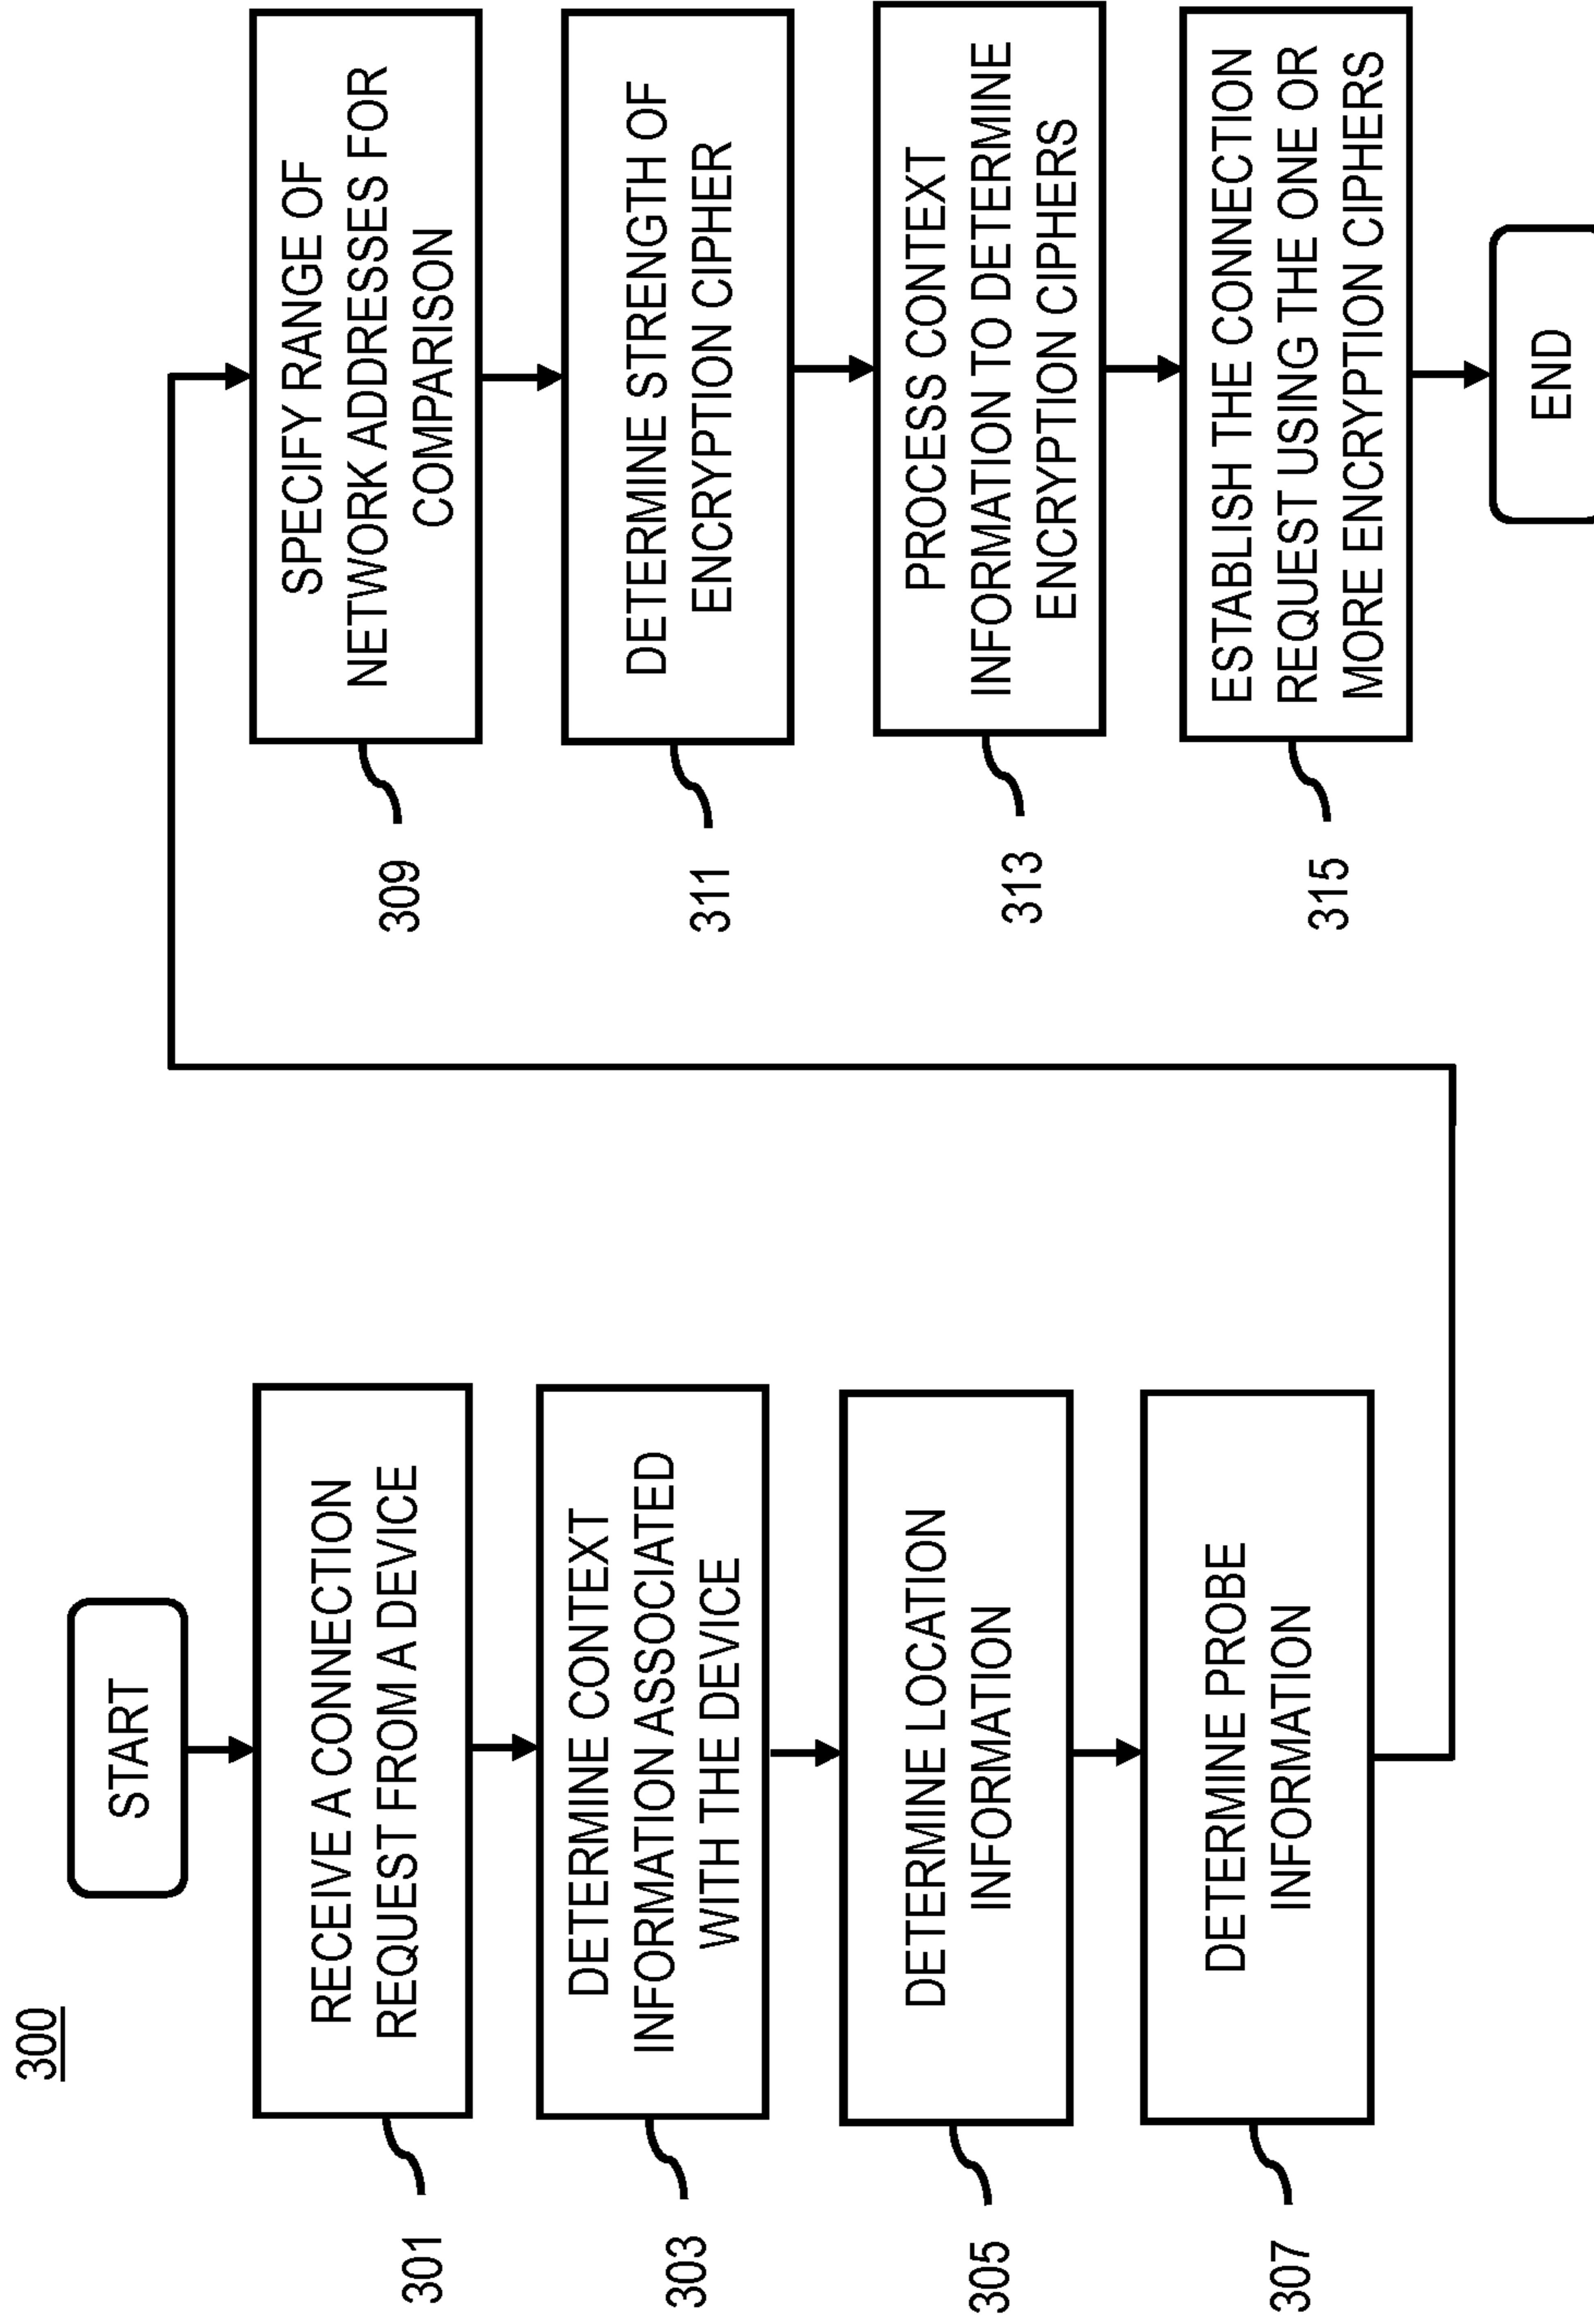 300
START
301
RECEIVE A CONNECTION
REQUEST FROM A DEVICE
303
DETERMINE CONTEXT
INFORMATION ASSOCIATED
WITH THE DEVICE
305
DETERMINE LOCATION
INFORMATION
307
DETERMINE PROBE
INFORMATION
309
SPECIFY RANGE OF
NETWORK ADDRESSES FOR
COMPARISON
311
DETERMINE STRENGTH OF
ENCRYPTION CIPHER
313
PROCESS CONTEXT
INFORMATION TO DETERMINE
ENCRYPTION CIPHERS
315
ESTABLISH THE CONNECTION
REQUEST USING THE ONE OR
MORE ENCRYPTION CIPHERS
END